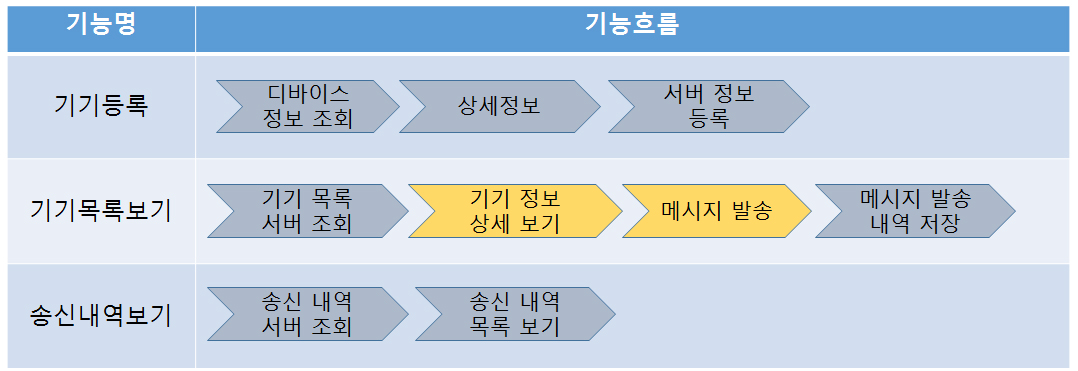 기능명
기능흐름
기기등록
디바이스
정보 조회
상세정보
서버 정보
등록
기기목록보기
기기 목록
서버 조회
기기 정보
상세 보기
메시지 발송
메시지 발송
내역 저장
송신내역보기
송신 내역
서버 조회
송신 내역
목록 보기